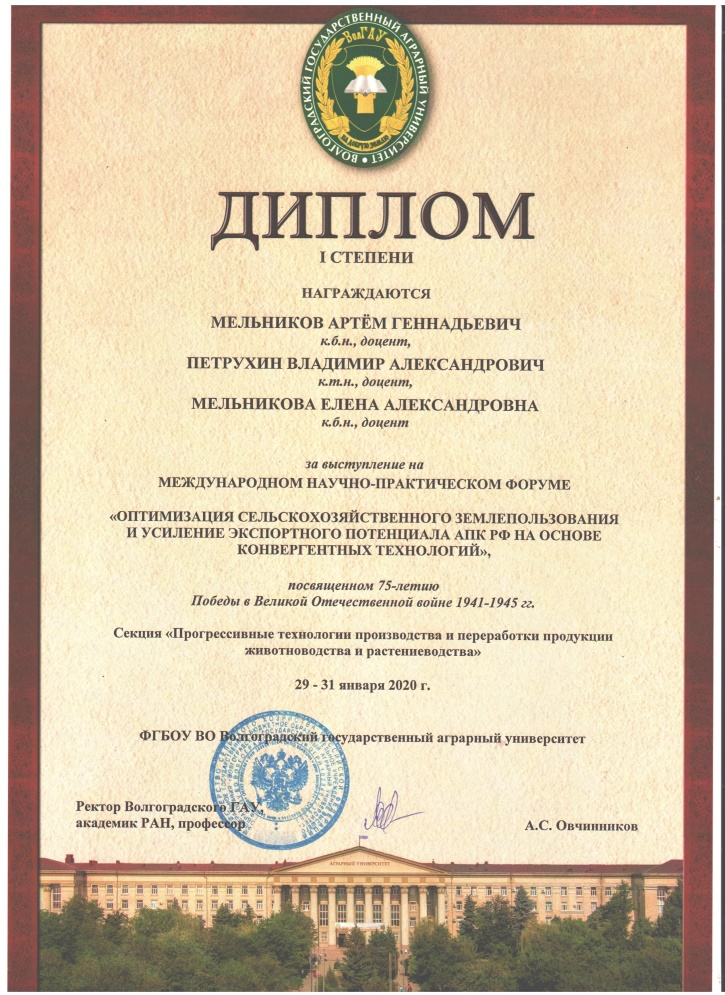 ВОЛГОГРАДСКИЙ ГОСУДАРСТВЕННЫЙ АГРАРНЫЙ УНИВЕРСИТЕТ
ВолГАУ
ДИПЛОМ
I СТЕПЕНИ
НАГРАЖДАЮТСЯ
МЕЛЬНИКОВ АРТЁМ ГЕННАДЬЕВИЧ
к.б.н., доцент,
ПЕТРУХИН ВЛАДИМИР АЛЕКСАНДРОВИЧ
к.т.н., доцент,
МЕЛЬНИКОВА ЕЛЕНА АЛЕКСАНДРОВНА
к.б.н., доцент
за выступление на
МЕЖДУНАРОДНОМ НАУЧНО-ПРАКТИЧЕСКОМ ФОРУМЕ
«ОПТИМИЗАЦИЯ СЕЛЬСКОХОЗЯЙСТВЕННОГО ЗЕМЛЕПОЛЬЗОВАНИЯ
И УСИЛЕНИЕ ЭКСПОРТНОГО ПОТЕНЦИАЛА АПК РФ НА ОСНОВЕ
КОНВЕРГЕНТНЫХ ТЕХНОЛОГИЙ»,
посвященном 75-летию
Победы в Великой Отечественной войне 1941-1945 гг.
Секция «Прогрессивные технологии производства и переработки продукции
животноводства и растениеводства»
29 - 31 января 2020 г.
ФГБОУ ВО Волгоградский государственный аграрный университет
Ректор Волгоградского ГАУ,
академик РАН, профессор
А.С. Овчинников
АГРАРНЫЙ УНИВЕРСИТЕТ